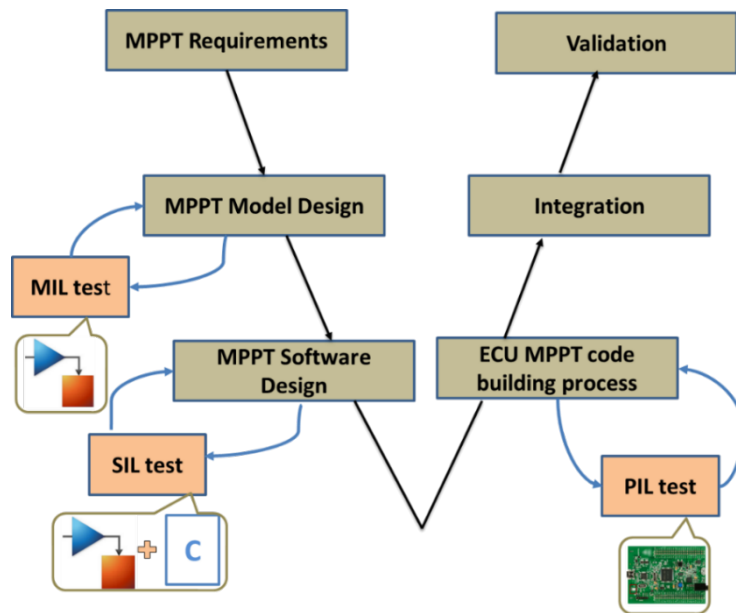 MPPT Requirements
Validation
MPPT Model Design
Integration
MIL test
MPPT Software
Design
ECU MPPT code
building process
SIL test
PIL test
C